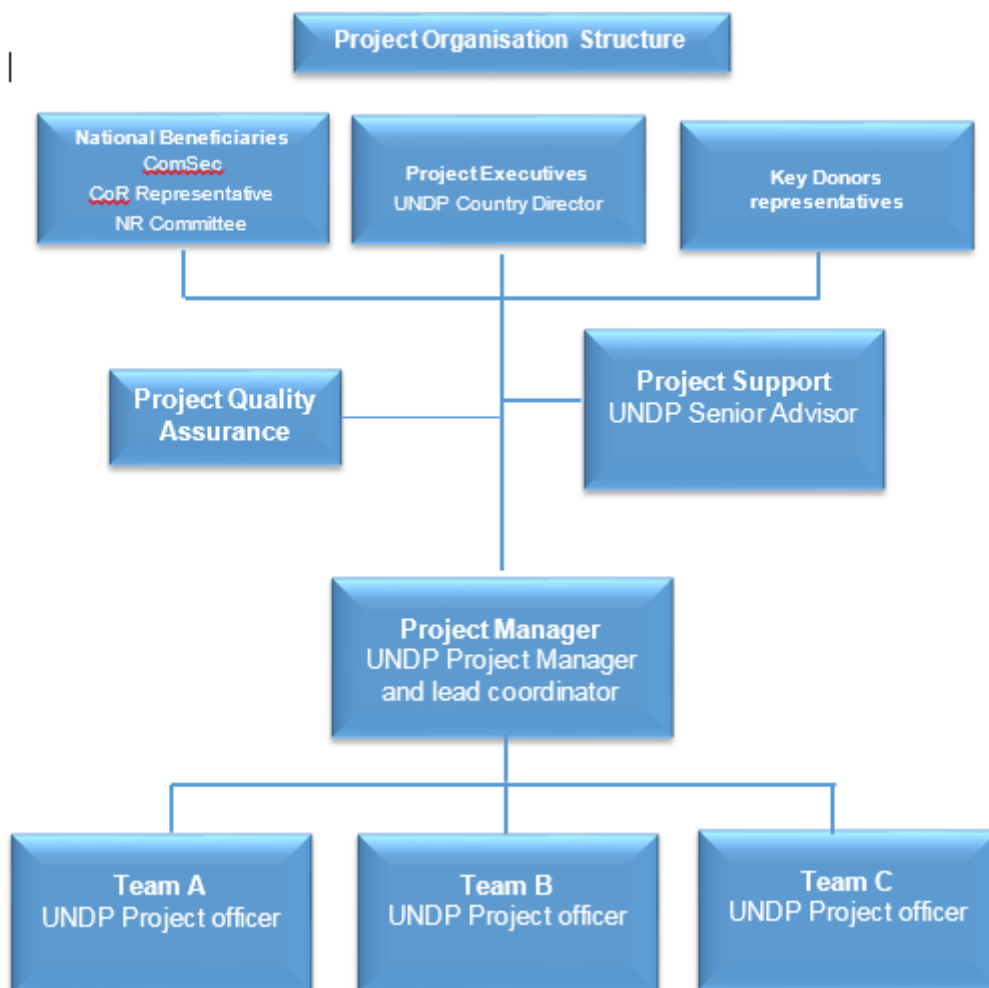 Project Organisation Structure
National Beneficiaries
ComSec
CoR Representative
NR Committee
Project Executives
UNDP Country Director
Key Donors
representatives
Project Quality
Assurance
Project Support
UNDP Senior Advisor
Project Manager
UNDP Project Manager
and lead coordinator
Team A
UNDP Project officer
Team B
UNDP Project officer
Team C
UNDP Project officer